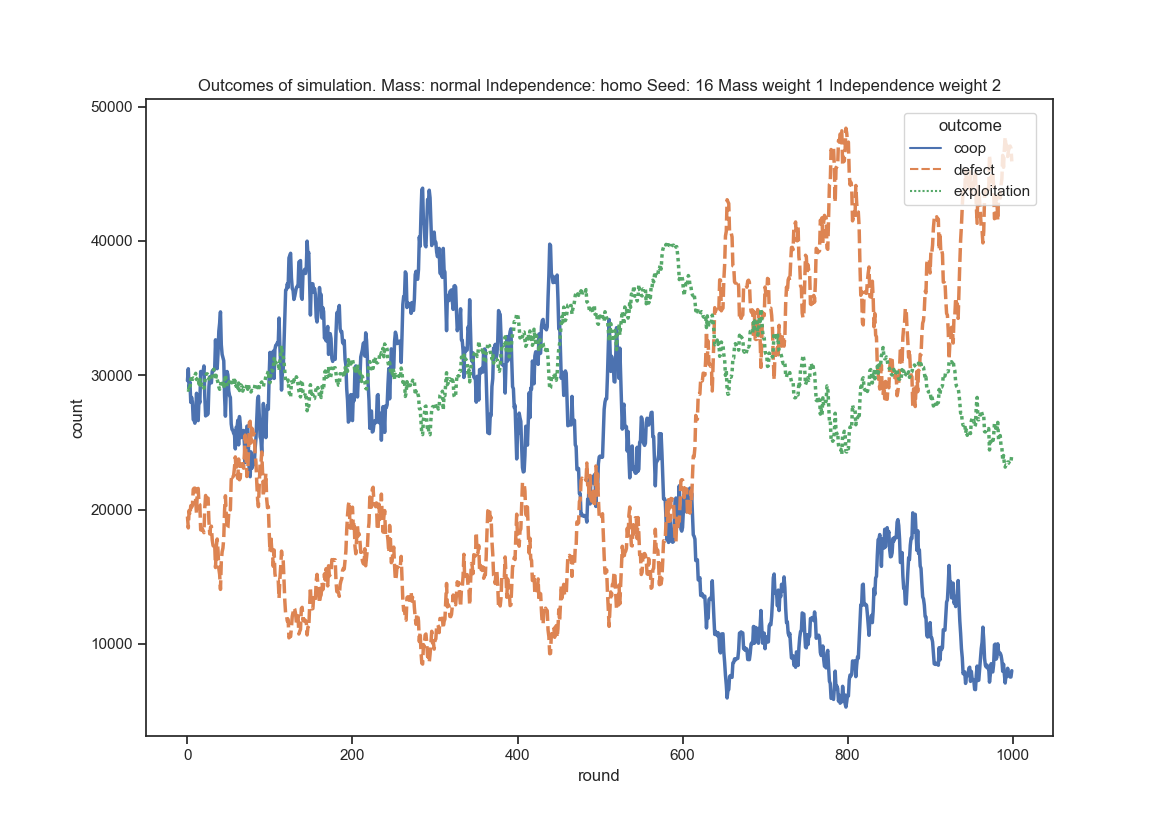 Outcomes of simulation. Mass: normal Independence: homo Seed: 16 Mass weight 1 Independence weight 2
50000
40000
30000
20000
10000
count
outcome
coop
defect
exploitation
0
200
400
600
800
1000
round